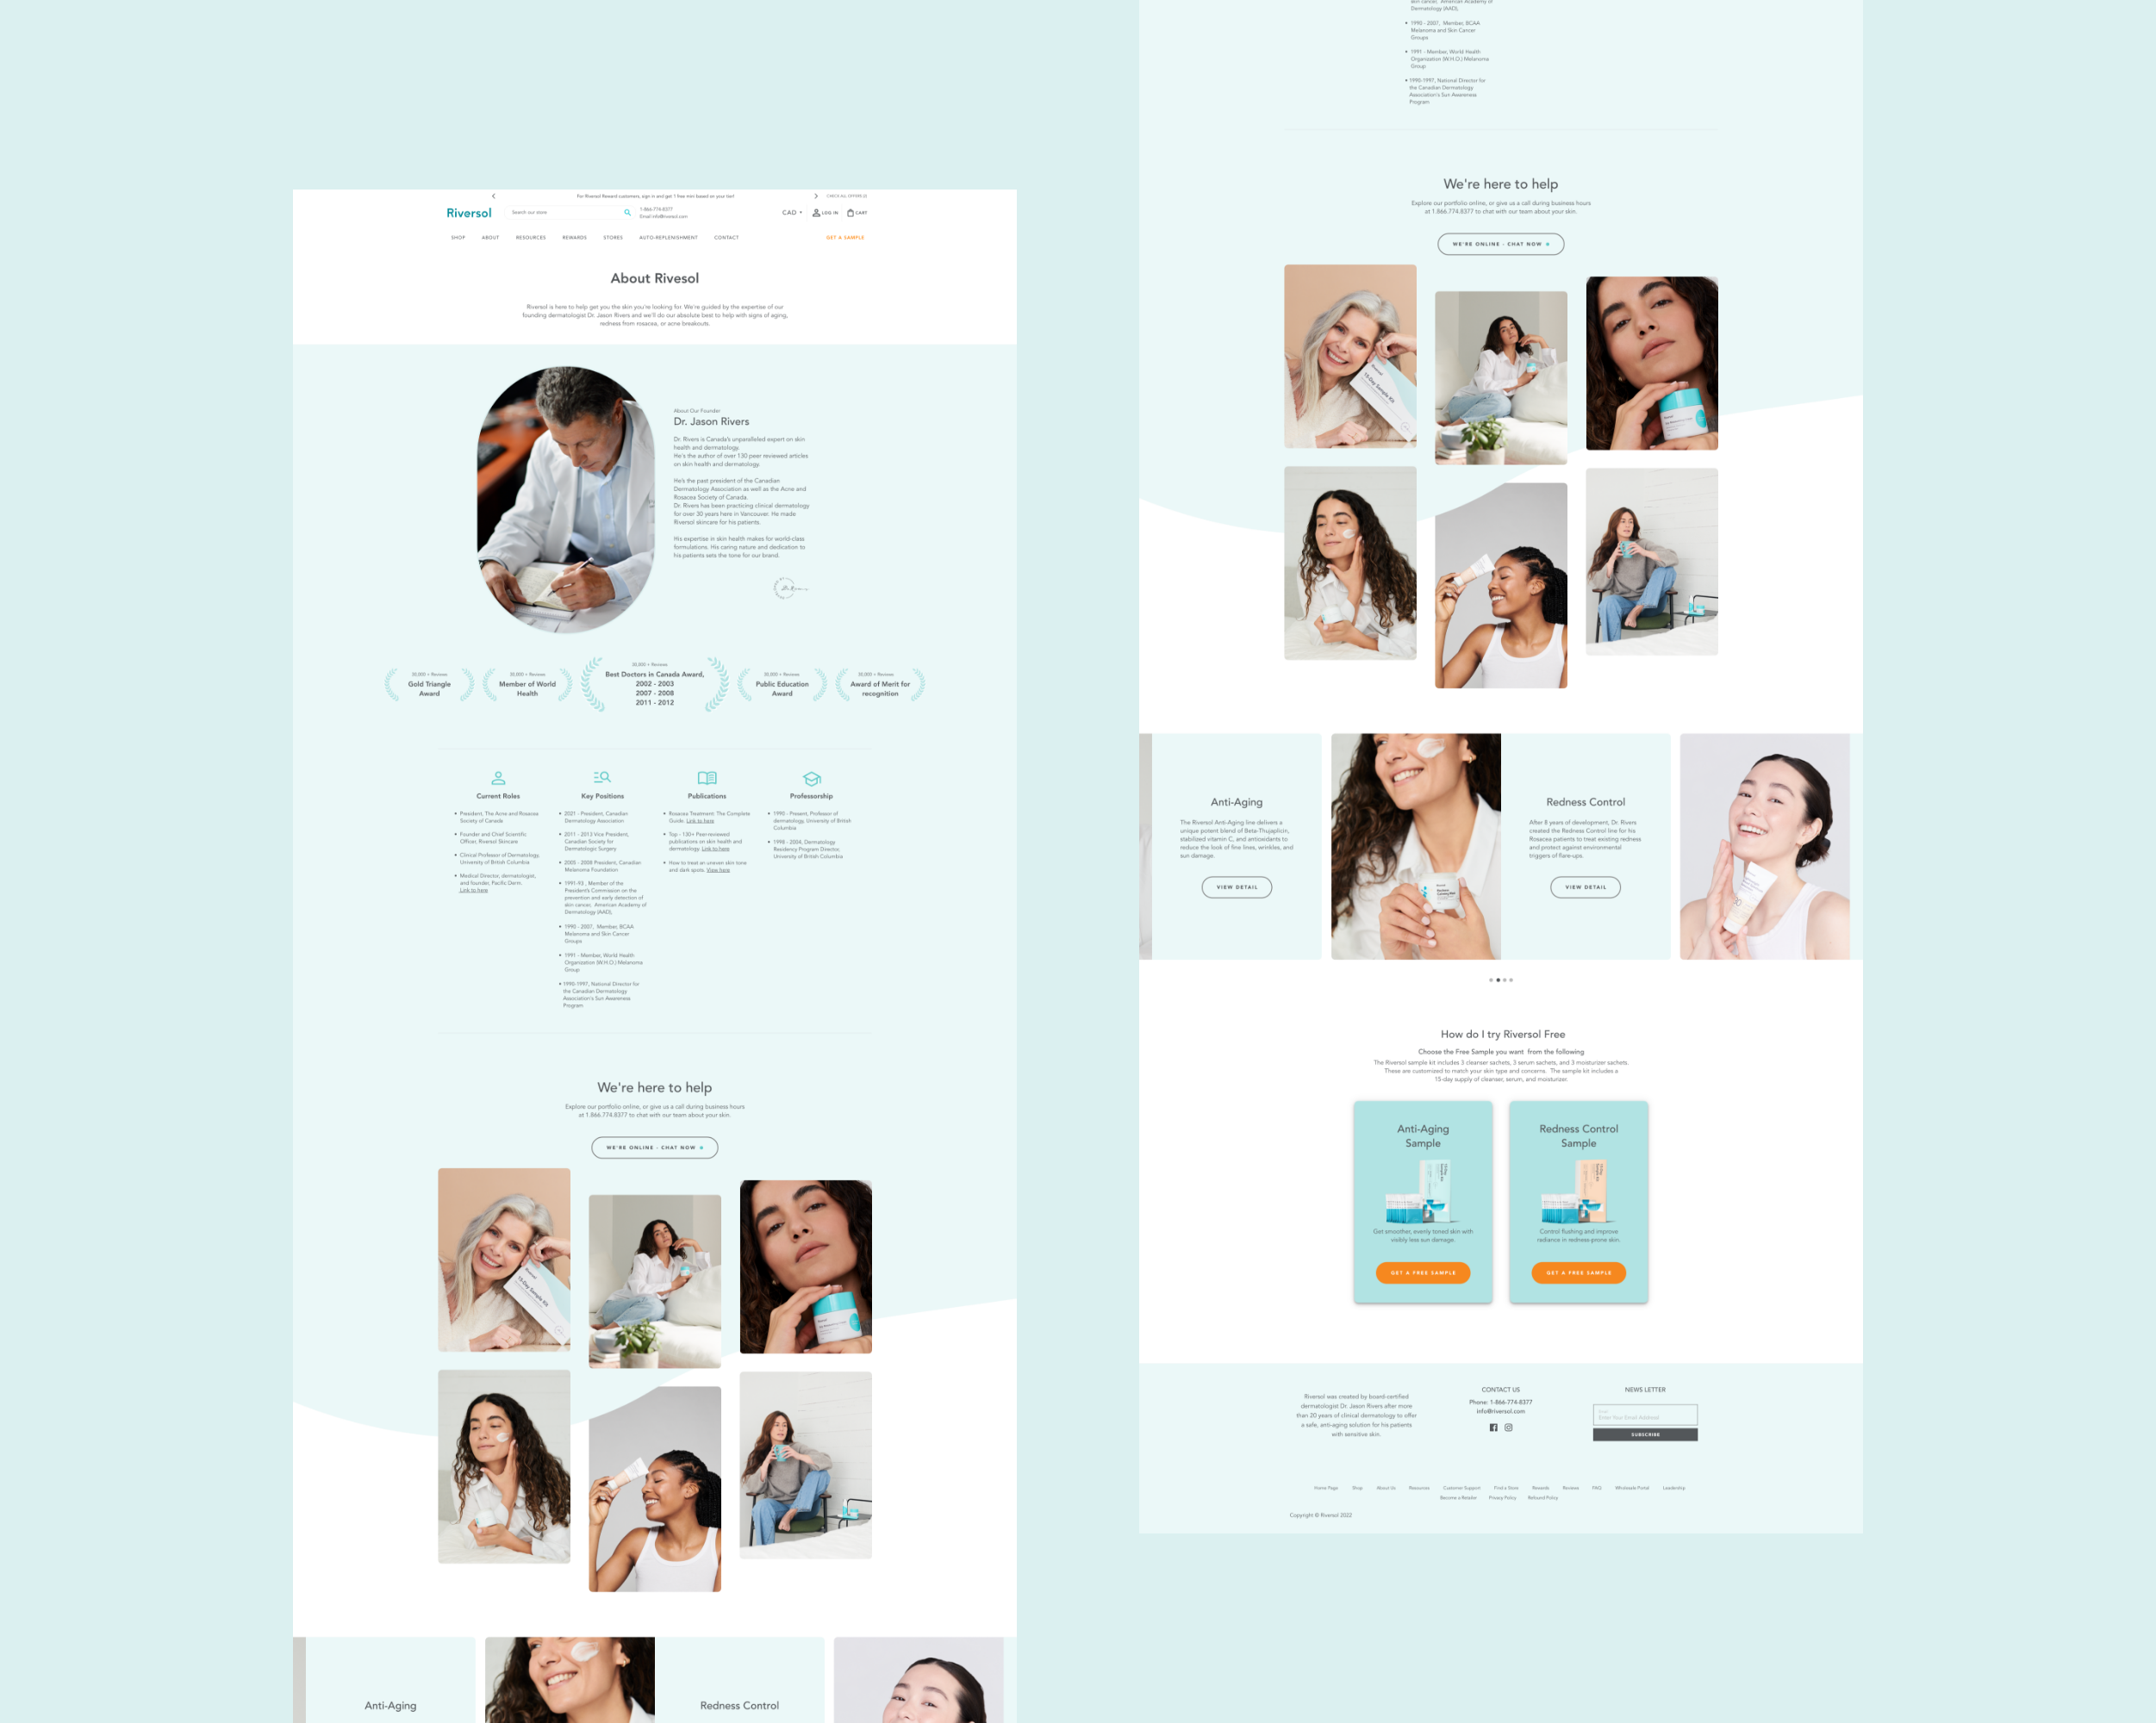 For Riversol Reward customers, sign in and get 1 free mini based on your tier!
CHECK ALL OFFERS (3)
Riversol
Search our store
1-866-774-8377
Email info@riversol.com
CAD
LOG IN
CART
SHOP ABOUT RESOURCES REWARDS STORES AUTO-REPLENISHMENT CONTACT
GET A SAMPLE
About Rivesol
Riversol is here to help get you the skin you're looking for. We're guided by the expertise of our
founding dermatologist Dr. Jason Rivers and we'll do our absolute best to help with signs of aging,
redness from rosacea, or acne breakouts.
About Our Founder
Dr. Jason Rivers
Dr. Rivers is Canada's unparalleled expert on skin
health and dermatology.
He's the author of over 130 peer reviewed articles
on skin health and dermatology.
He's the past president of the Canadian
Dermatology Association as well as the Acne and
Rosacea Society of Canada.
Dr. Rivers has been practicing clinical dermatology
for over 30 years here in Vancouver. He made
Riversol skincare for his patients.
His expertise in skin health makes for world-class
formulations. His caring nature and dedication to
his patients sets the tone for our brand.
30,000 + Reviews
Gold Triangle
Award
30,000 + Reviews
Member of World
Health
30,000 + Reviews
Best Doctors in Canada Award,
2002 - 2003
2007 - 2008
2011 - 2012
30,000 + Reviews
Public Education
Award
30,000 + Reviews
Award of Merit for
recognition
Current Roles
• President, The Acne and Rosacea
Society of Canada
• Founder and Chief Scientific
Officer, Riversol Skincare
• Clinical Professor of Dermatology,
University of British Columbia
• Medical Director, dermatologist,
and founder, Pacific Derm.
Link to here
Key Positions
• 2021 - President, Canadian
Dermatology Association
• 2011 - 2013 Vice President,
Canadian Society for
Dermatologic Surgery
• 2005 - 2008 President, Canadian
Melanoma Foundation
• 1991-93 , Member of the
President's Commission on the
prevention and early detection of
skin cancer, American Academy of
Dermatology (AAD),
• 1990 - 2007, Member, BCAA
Melanoma and Skin Cancer
Groups
• 1991 - Member, World Health
Organization (W.H.O.) Melanoma
Group
• 1990-1997, National Director for
the Canadian Dermatology
Association's Sun Awareness
Program
Publications
• Rosacea Treatment: The Complete
Guide. Link to here
• Top - 130+ Peer-reviewed
publications on skin health and
dermatology. Link to here
• How to treat an uneven skin tone
and dark spots. View here
Professorship
• 1990 - Present, Professor of
dermatology, University of British
Columbia
• 1998 - 2004, Dermatology
Residency Program Director,
University of British Columbia
We're here to help
Explore our portfolio online, or give us a call during business hours
at 1.866.774.8377 to chat with our team about your skin.
WE'RE ONLINE - CHAT NOW
Riversol
15-Day Sample Kit
Anti-Aging
Redness Control
skin cancer, American Academy of
Dermatology (AAD),
• 1990 - 2007, Member, BCAA
Melanoma and Skin Cancer
Groups
• 1991 - Member, World Health
Organization (W.H.O.) Melanoma
Group
• 1990-1997, National Director for
the Canadian Dermatology
Association's Sun Awareness
Program
We're here to help
Explore our portfolio online, or give us a call during business hours
at 1.866.774.8377 to chat with our team about your skin.
WE'RE ONLINE - CHAT NOW
Riversol
15-Day Sample Kit
Anti-Aging
The Riversol Anti-Aging line delivers a
unique potent blend of Beta-Thujaplicin,
stabilized vitamin C, and antioxidants to
reduce the look of fine lines, wrinkles, and
sun damage.
VIEW DETAIL
Redness Control
After 8 years of development, Dr. Rivers
created the Redness Control line for his
Rosacea patients to treat existing redness
and protect against environmental
triggers of flare-ups.
VIEW DETAIL
How do I try Riversol Free
Choose the Free Sample you want from the following
The Riversol sample kit includes 3 cleanser sachets, 3 serum sachets, and 3 moisturizer sachets.
These are customized to match your skin type and concerns. The sample kit includes a
15-day supply of cleanser, serum, and moisturizer.
Anti-Aging
Sample
Get smoother, evenly toned skin with
visibly less sun damage.
GET A FREE SAMPLE
Redness Control
Sample
Control flushing and improve
radiance in redness-prone skin.
GET A FREE SAMPLE
Riversol was created by board-certified
dermatologist Dr. Jason Rivers after more
than 20 years of clinical dermatology to offer
a safe, anti-aging solution for his patients
with sensitive skin.
CONTACT US
Phone: 1-866-774-8377
info@riversol.com
NEWS LETTER
Email
Enter Your Email Address
SUBSCRIBE
Home Page Shop About Us Resources Customer Support Find a Store Rewards Reviews FAQ Wholesale Portal Leadership
Become a Retailer Privacy Policy Refound Policy
Copyright © Riversol 2022